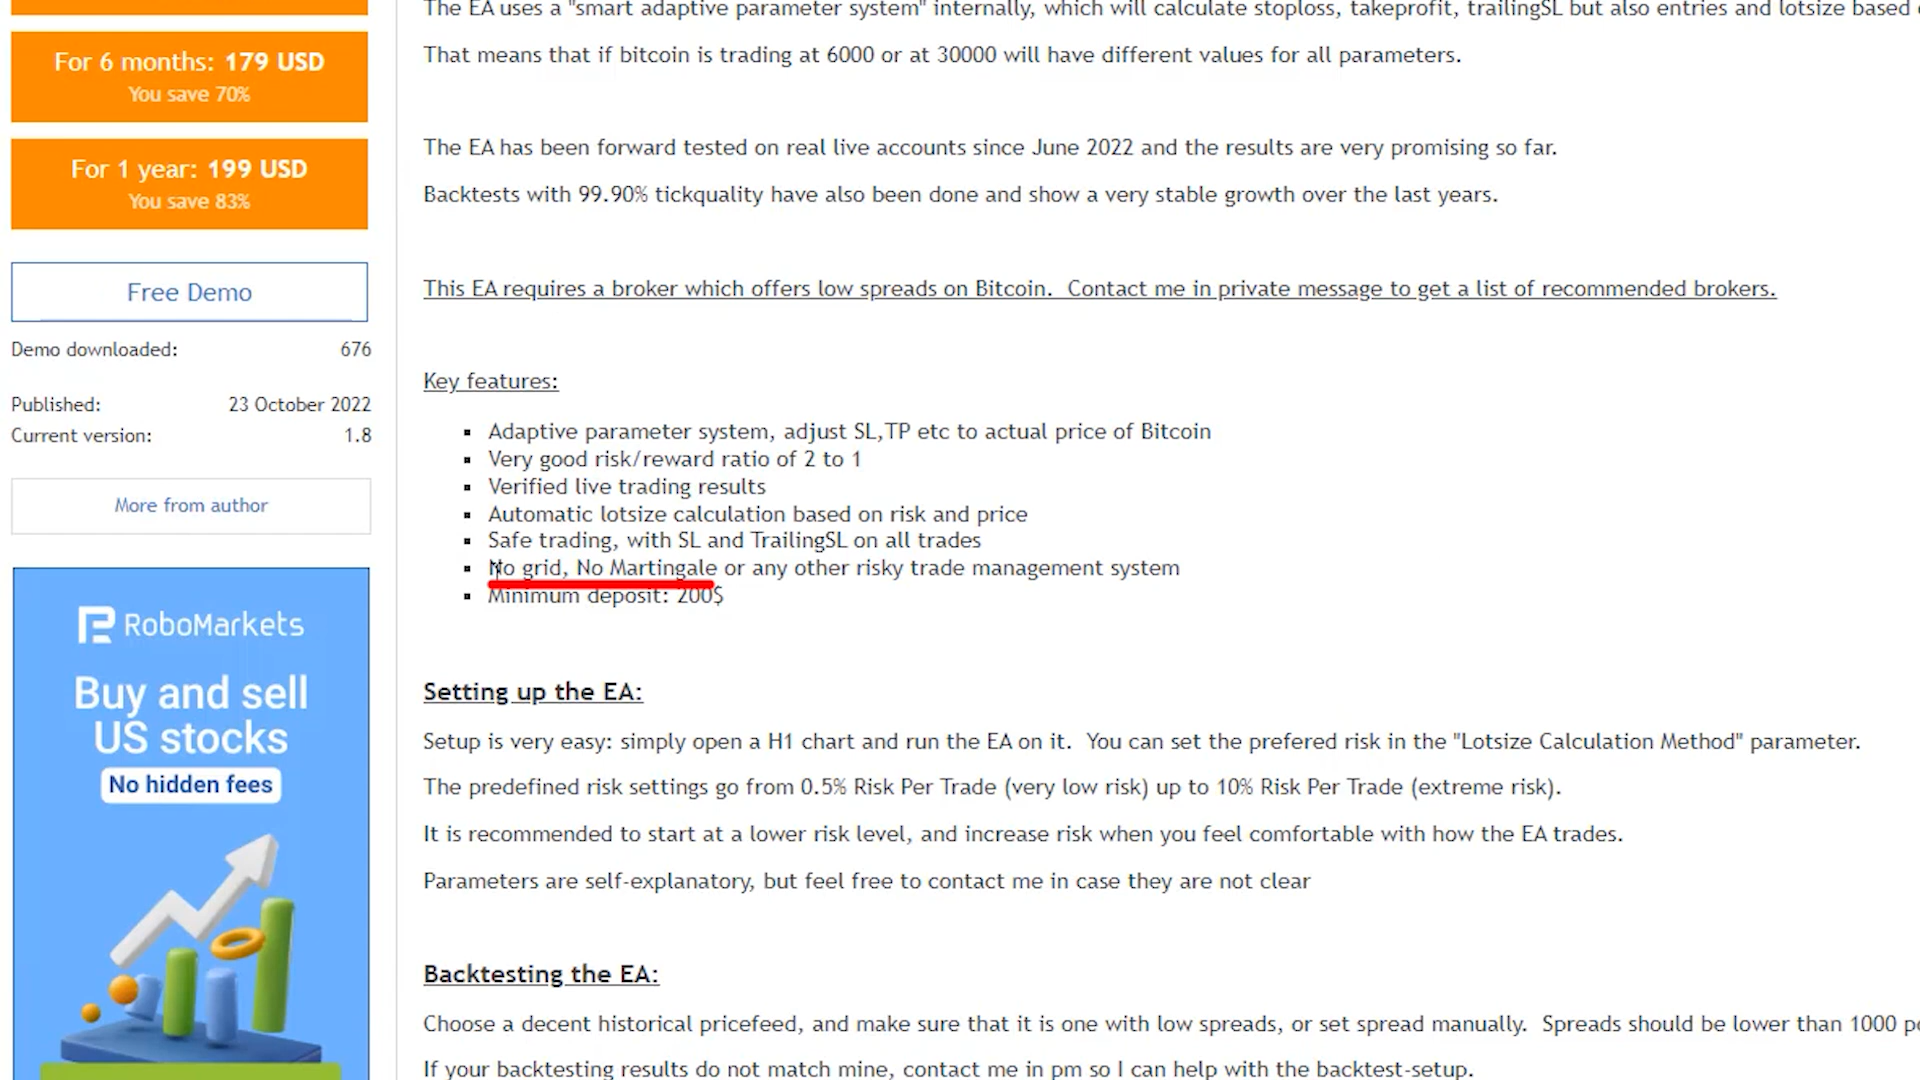 The EA uses a "smart adaptive parameter system" internally, which will calculate stoploss, takeprofit, trailingSL but also entries and lotsize based
That means that if bitcoin is trading at 6000 or at 30000 will have different values for all parameters.
The EA has been forward tested on real live accounts since June 2022 and the results are very promising so far.
Backtests with 99.90% tickquality have also been done and show a very stable growth over the last years.
This EA requires a broker which offers low spreads on Bitcoin.  Contact me in private message to get a list of recommended brokers.
Key features:
Adaptive parameter system, adjust SL,TP etc to actual price of Bitcoin
Very good risk/reward ratio of 2 to 1
Verified live trading results
Automatic lotsize calculation based on risk and price
Safe trading, with SL and TrailingSL on all trades
No grid, No Martingale or any other risky trade management system
Minimum deposit: 200$
Setting up the EA:
Setup is very easy: simply open a H1 chart and run the EA on it.  You can set the prefered risk in the "Lotsize Calculation Method" parameter.
The predefined risk settings go from 0.5% Risk Per Trade (very low risk) up to 10% Risk Per Trade (extreme risk).
It is recommended to start at a lower risk level, and increase risk when you feel comfortable with how the EA trades.
Parameters are self-explanatory, but feel free to contact me in case they are not clear
Backtesting the EA:
Choose a decent historical pricefeed, and make sure that it is one with low spreads, or set spread manually.  Spreads should be lower than 1000
If your backtesting results do not match mine, contact me in pm so I can help with the backtest-setup.
For 6 months: 179 USD
You save 70%
For 1 year: 199 USD
You save 83%
Free Demo
Demo downloaded: 676
Published: 23 October 2022
Current version: 1.8
More from author
RoboMarkets
Buy and sell
US stocks
No hidden fees